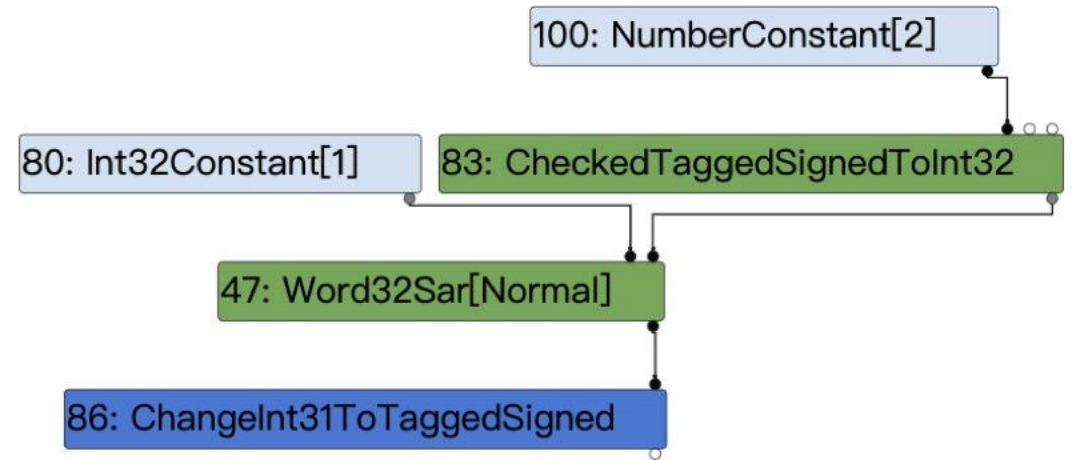 100: NumberConstant[2]
80: Int32Constant[1]
83: CheckedTaggedSignedToInt32
47: Word32Sar[Normal]
86: ChangeInt31ToTaggedSigned